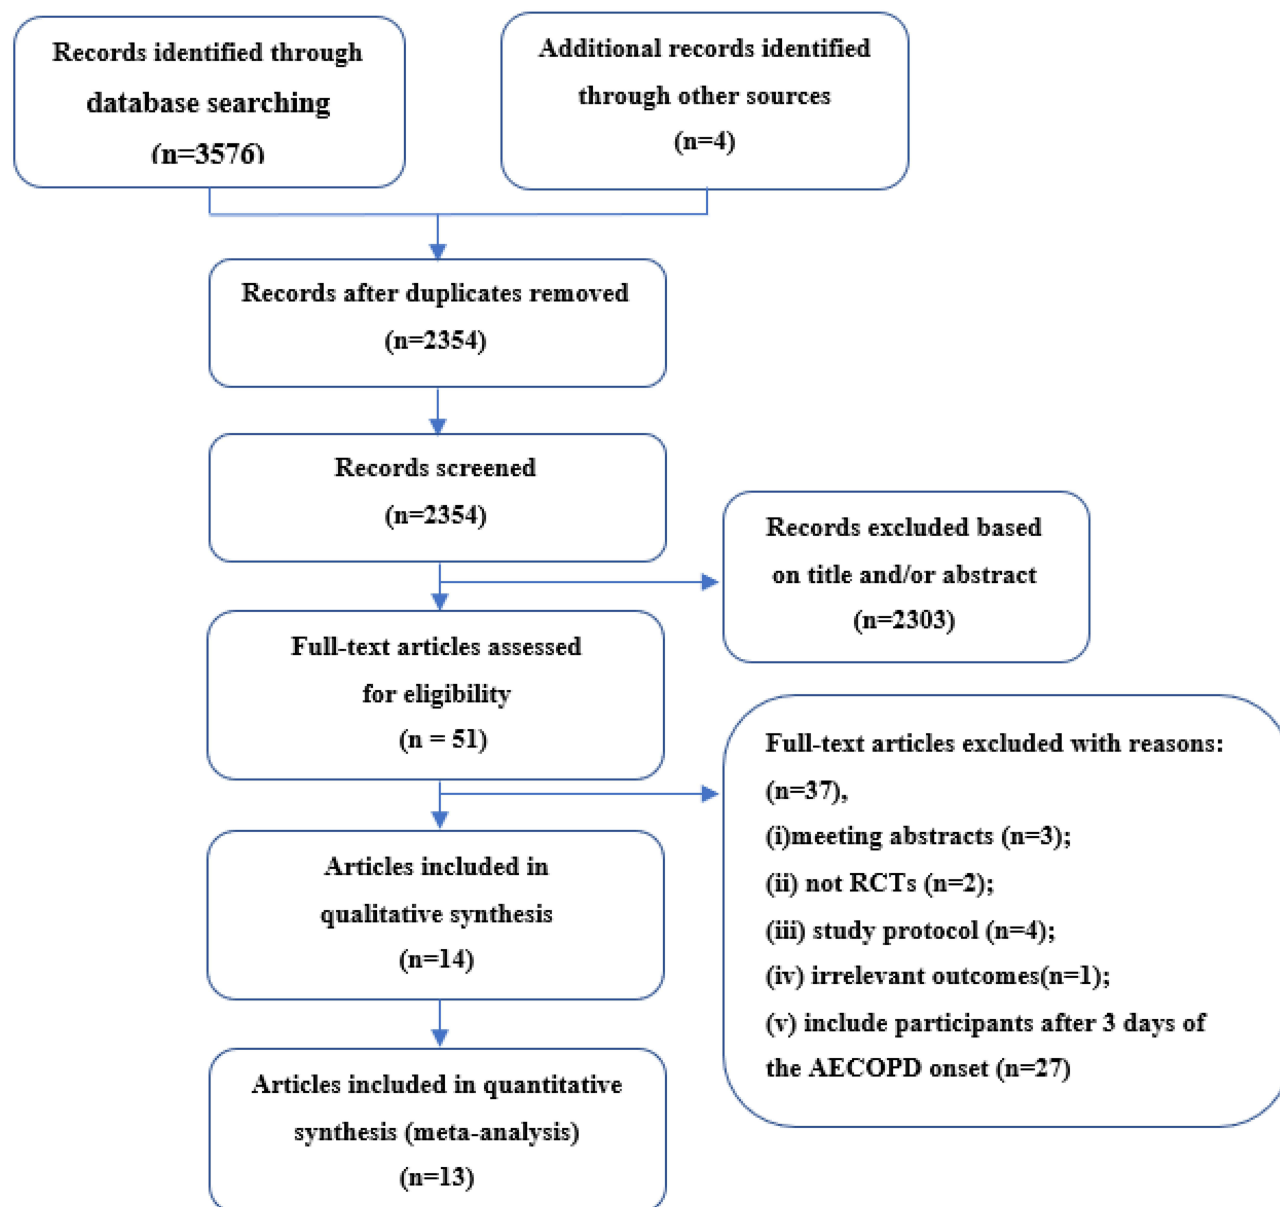 Records identified through
database searching
(n=3576)
Additional records identified
through other sources
(n=4)
Records after duplicates removed
(n=2354)
Records screened
(n=2354)
Records excluded based
on title and/or abstract
(n=2303)
Full-text articles assessed
for eligibility
(n = 51)
Full-text articles excluded with reasons:
(n=37),
(i)meeting abstracts (n=3);
(ii) not RCTs (n=2);
(iii) study protocol (n=4);
(iv) irrelevant outcomes(n=1);
(v) include participants after 3 days of
the AECOPD onset (n=27)
Articles included in
qualitative synthesis
(n=14)
Articles included in quantitative
synthesis (meta-analysis)
(n=13)